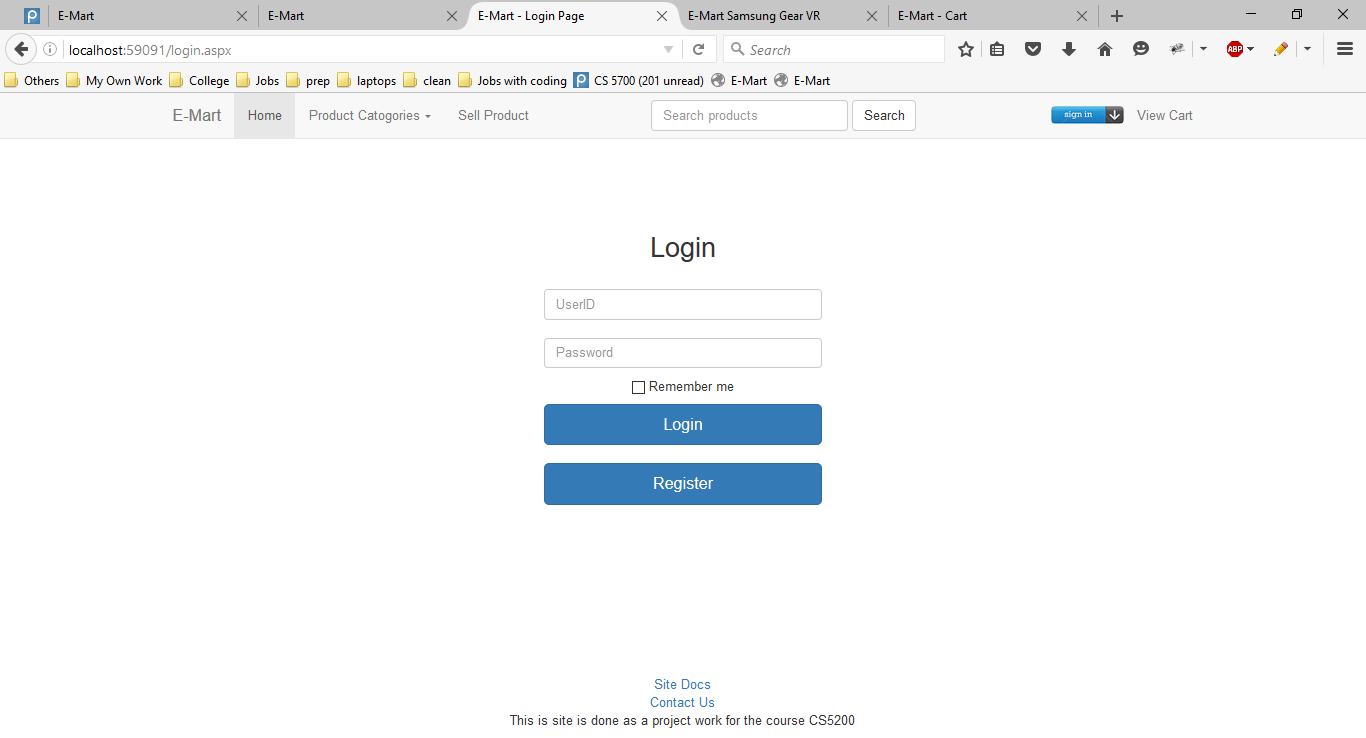 E-Mart E-Mart E-Mart - Login Page E-Mart Samsung Gear VR E-Mart - Cart
localhost:59091/login.aspx Search ABP
Others My Own Work College Jobs prep laptops clean Jobs with coding CS 5700 (201 unread) E-Mart E-Mart
E-Mart Home Product Catogories Sell Product Search products Search sign in View Cart
Login
UserID
Password
Remember me
Login
Register
Site Docs
Contact Us
This is site is done as a project work for the course CS5200